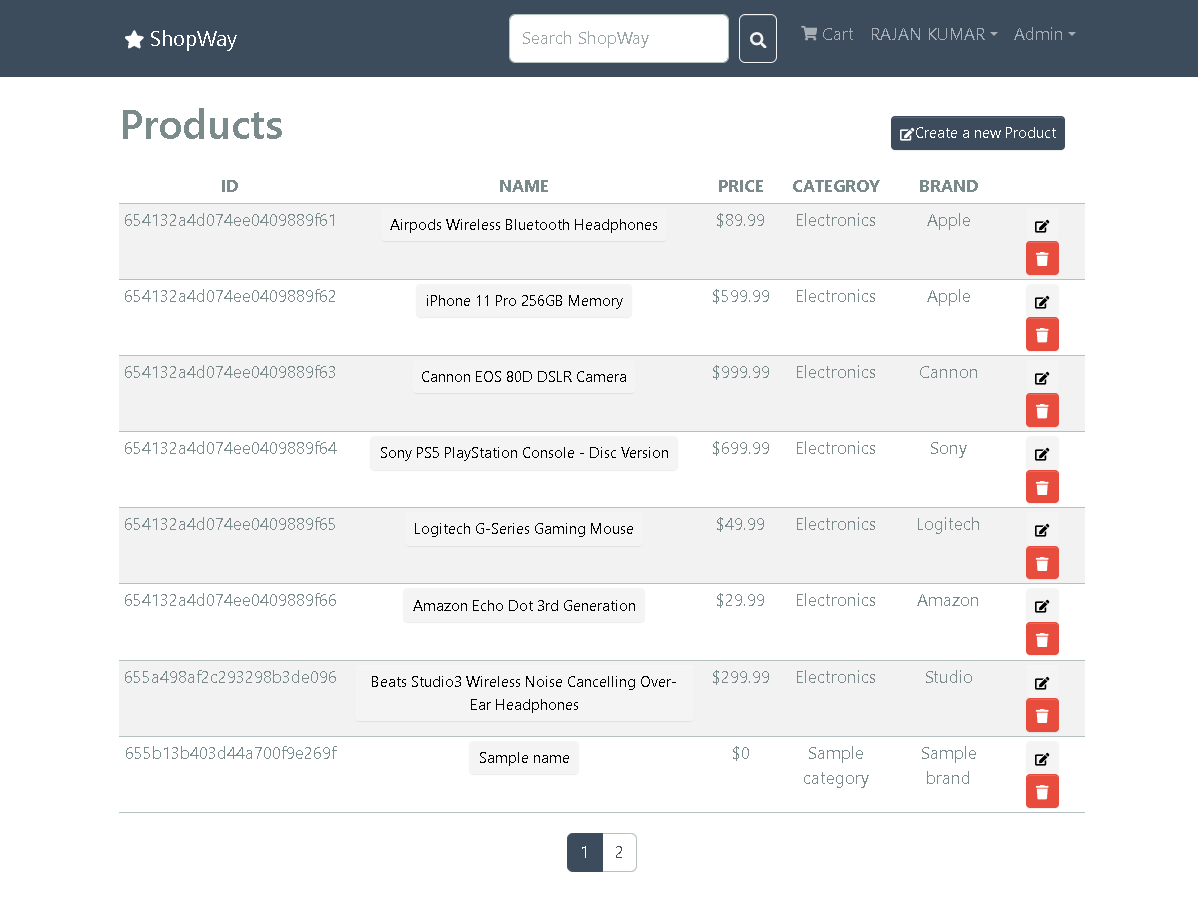 ShopWay
Search ShopWay
Cart RAJAN KUMAR Admin
Products
Create a new Product
ID NAME PRICE CATEGROY BRAND
654132a4d074ee0409889f61 Airpods Wireless Bluetooth Headphones $89.99 Electronics Apple
654132a4d074ee0409889f62 iPhone 11 Pro 256GB Memory $599.99 Electronics Apple
654132a4d074ee0409889f63 Cannon EOS 80D DSLR Camera $999.99 Electronics Cannon
654132a4d074ee0409889f64 Sony PS5 PlayStation Console - Disc Version $699.99 Electronics Sony
654132a4d074ee0409889f65 Logitech G-Series Gaming Mouse $49.99 Electronics Logitech
654132a4d074ee0409889f66 Amazon Echo Dot 3rd Generation $29.99 Electronics Amazon
655a498af2c293298b3de096 Beats Studio3 Wireless Noise Cancelling Over- $299.99 Electronics Studio
Ear Headphones
655b13b403d44a700f9e269f Sample name $0 Sample Sample
category brand
1 2